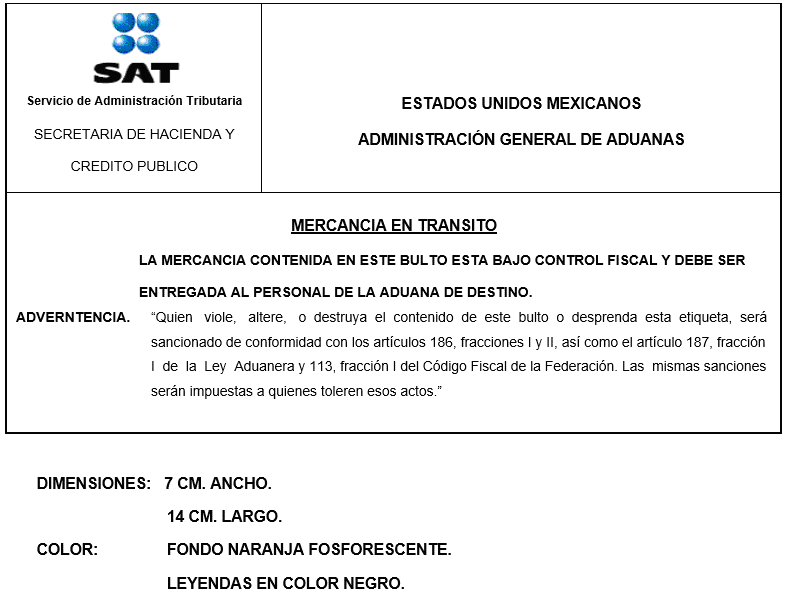 SAT
Servicio de Administración Tributaria
SECRETARIA DE HACIENDA Y
CREDITO PUBLICO
ESTADOS UNIDOS MEXICANOS
ADMINISTRACIÓN GENERAL DE ADUANAS
MERCANCIA EN TRANSITO
LA MERCANCIA CONTENIDA EN ESTE BULTO ESTA BAJO CONTROL FISCAL Y DEBE SER
ENTREGADA AL PERSONAL DE LA ADUANA DE DESTINO.
ADVERNTENCIA. “Quien viole, altere, o destruya el contenido de este bulto o desprenda esta etiqueta, será
sancionado de conformidad con los artículos 186, fracciones I y II, así como el artículo 187, fracción
I de la Ley Aduanera y 113, fracción I del Código Fiscal de la Federación. Las mismas sanciones
serán impuestas a quienes toleren esos actos.”
DIMENSIONES: 7 CM. ANCHO.
14 CM. LARGO.
COLOR: FONDO NARANJA FOSFORESCENTE.
LEYENDAS EN COLOR NEGRO.